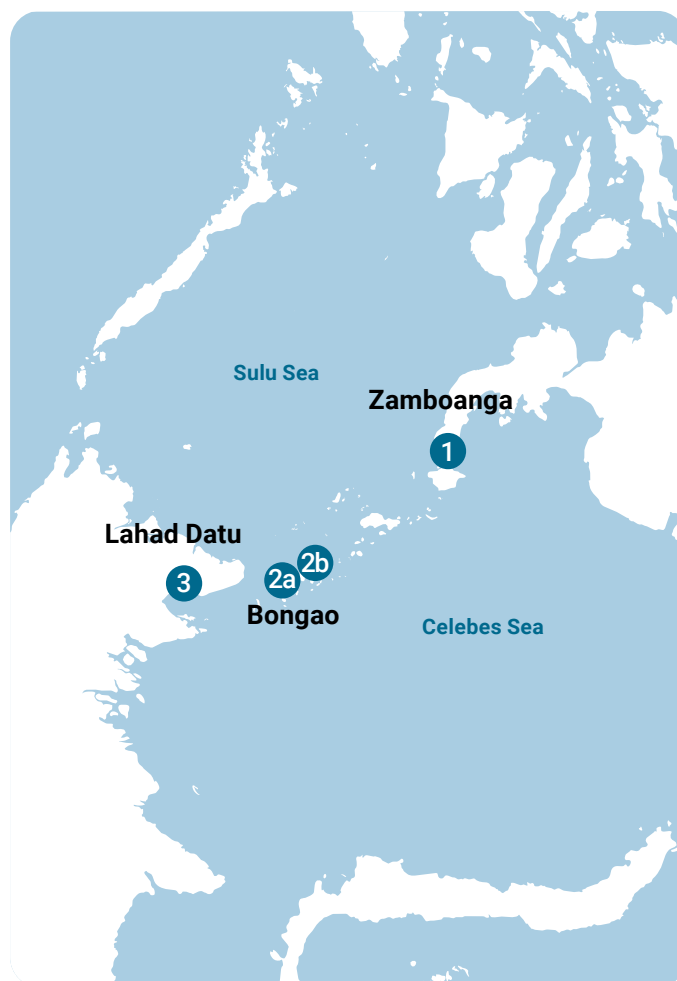 Sulu Sea
Zamboanga
1
Lahad Datu
2b
3
2a
Bongao
Celebes Sea